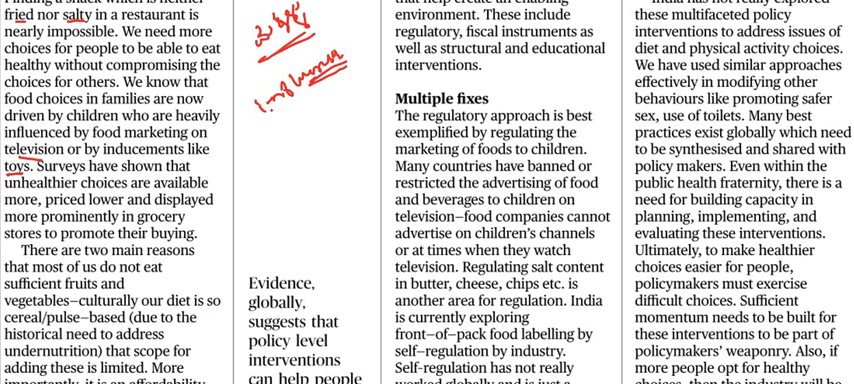 Finding a snack which is neither
fried nor salty in a restaurant is
nearly impossible. We need more
choices for people to be able to eat
healthy without compromising the
choices for others. We know that
food choices in families are now
driven by children who are heavily
influenced by food marketing on
television or by inducements like
toys. Surveys have shown that
unhealthier choices are available
more, priced lower and displayed
more prominently in grocery
stores to promote their buying.
There are two main reasons
that most of us do not eat
sufficient fruits and
vegetables—culturally our diet is so
cereal/pulse-based (due to the
historical need to address
undernutrition) that scope for
adding these is limited. More
importantly, it is an affordability
Evidence,
globally,
suggests that
policy level
interventions
can help people
that help create an enabling
environment. These include
regulatory, fiscal instruments as
well as structural and educational
interventions.
Multiple fixes
The regulatory approach is best
exemplified by regulating the
marketing of foods to children.
Many countries have banned or
restricted the advertising of food
and beverages to children on
television—food companies cannot
advertise on children's channels
or at times when they watch
television. Regulating salt content
in butter, cheese, chips etc. is
another area for regulation. India
is currently exploring
front-of-pack food labelling by
self-regulation by industry.
Self-regulation has not really
worked globally and is just a
India has not really explored
these multifaceted policy
interventions to address issues of
diet and physical activity choices.
We have used similar approaches
effectively in modifying other
behaviours like promoting safer
sex, use of toilets. Many best
practices exist globally which need
to be synthesised and shared with
policy makers. Even within the
public health fraternity, there is a
need for building capacity in
planning, implementing, and
evaluating these interventions.
Ultimately, to make healthier
choices easier for people,
policymakers must exercise
difficult choices. Sufficient
momentum needs to be built for
these interventions to be part of
policymakers' weaponry. Also, if
more people opt for healthy
choices, then the industry will be